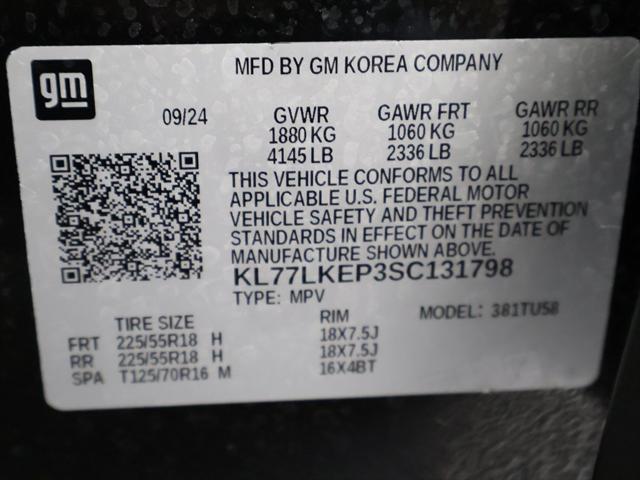 gm
MFD BY GM KOREA COMPANY
09/24 GVWR GAWR FRT GAWR RR
1880 KG 1060 KG 1060 KG
4145 LB 2336 LB 2336 LB
THIS VEHICLE CONFORMS TO ALL
APPLICABLE U.S. FEDERAL MOTOR
VEHICLE SAFETY AND THEFT PREVENTION
STANDARDS IN EFFECT ON THE DATE OF
MANUFACTURE SHOWN ABOVE.
KL77LKEP3SC131798
TYPE: MPV MODEL: 381TU58
TIRE SIZE RIM
FRT 225/55R18 H 18X7.5J
RR 225/55R18 H 18X7.5J
SPA T125/70R16 M 16X4BT